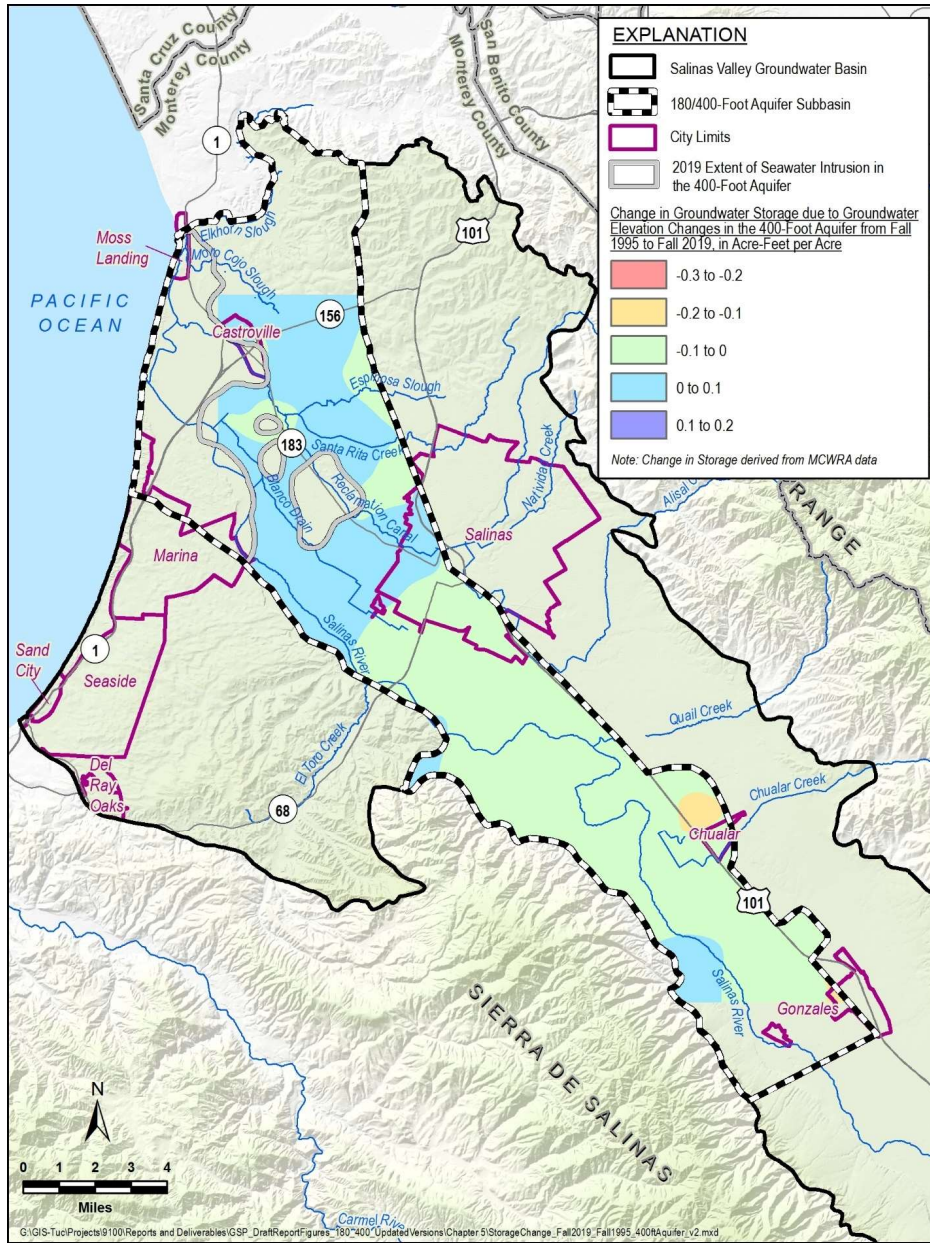 EXPLANATION
Salinas Valley Groundwater Basin
180/400-Foot Aquifer Subbasin
City Limits
2019 Extent of Seawater Intrusion in
the 400-Foot Aquifer
Change in Groundwater Storage due to Groundwater
Elevation Changes in the 400-Foot Aquifer from Fall
1995 to Fall 2019, in Acre-Feet per Acre
-0.3 to -0.2
-0.2 to -0.1
-0.1 to 0
0 to 0.1
0.1 to 0.2
Note: Change in Storage derived from MCWRA data
Santa Cruz County
Monterey County
San Benito County
Monterey County
1
101
Elkhorn Slough
Moss
Landing
Moro Cojo Slough
PACIFIC
OCEAN
156
Castroville
Espinosa Slough
183
Santa Rita Creek
Natividad Creek
Alisal C
RANGE
Blanco Drain
Reclamation Canal
Salinas
Marina
Salinas River
Sand
City
1
Seaside
Quail Creek
El Toro Creek
Del
Ray
Oaks
68
Chualar Creek
Chualar
101
Salinas River
Gonzales
SIERRA DE SALINAS
N
0 1 2 3 4
Miles
Carmel Rive
G:\GIS-Tuc\Projects\9100\Reports and Deliverables\GSP_DraftReportFigures_180_400_UpdatedVersions\Chapter 5\StorageChange_Fall2019_Fall1995_400ftAquifer_v2.mxd